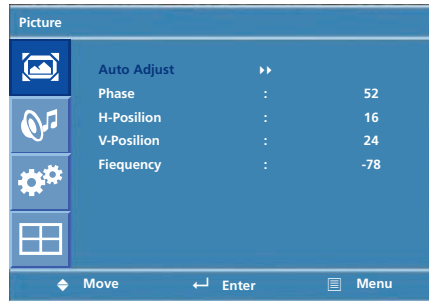 Picture
Auto Adjust
Phase : 52
H-Posilion : 16
V-Posilion : 24
Fiequency : -78
Move Enter Menu